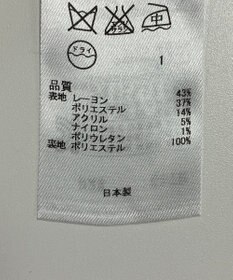 中
ドライ
1
品質
表地 レーヨン 43%
ポリエステル 37%
アクリル 14%
ナイロン 5%
ポリウレタン 1%
裏地 ポリエステル 100%
日本製